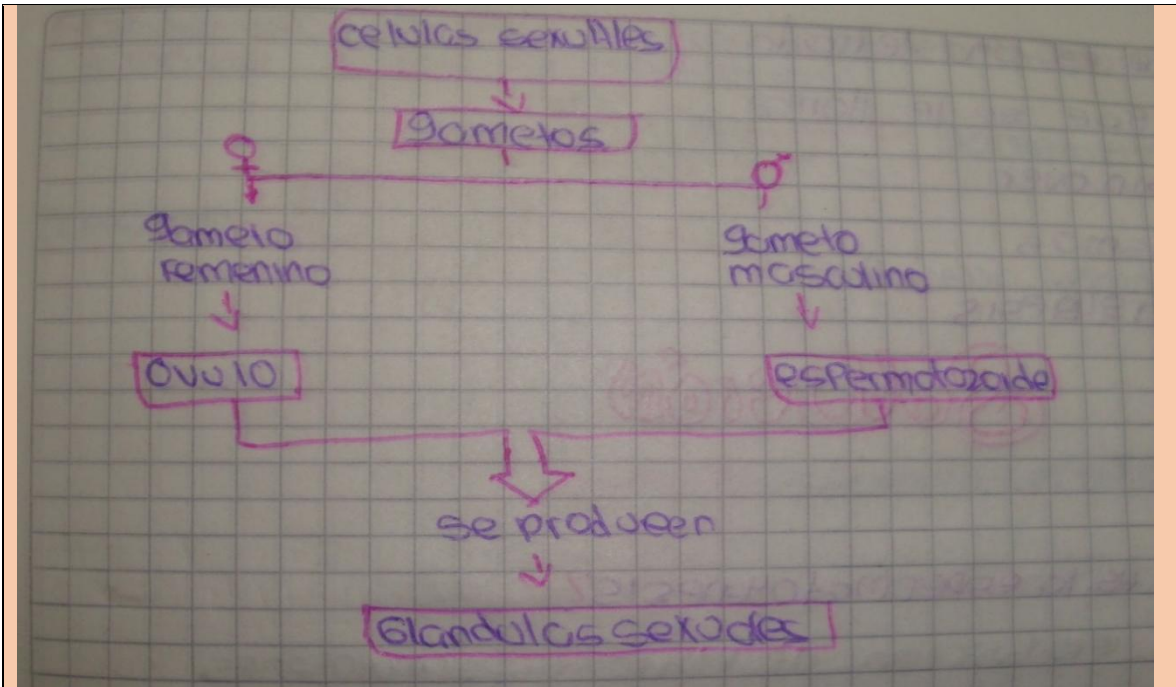 celulas sexuAles
gametos
gameto
femenino
gameto
masculino
ovulo
espermatozoide
se producen
Glandulas sexuales